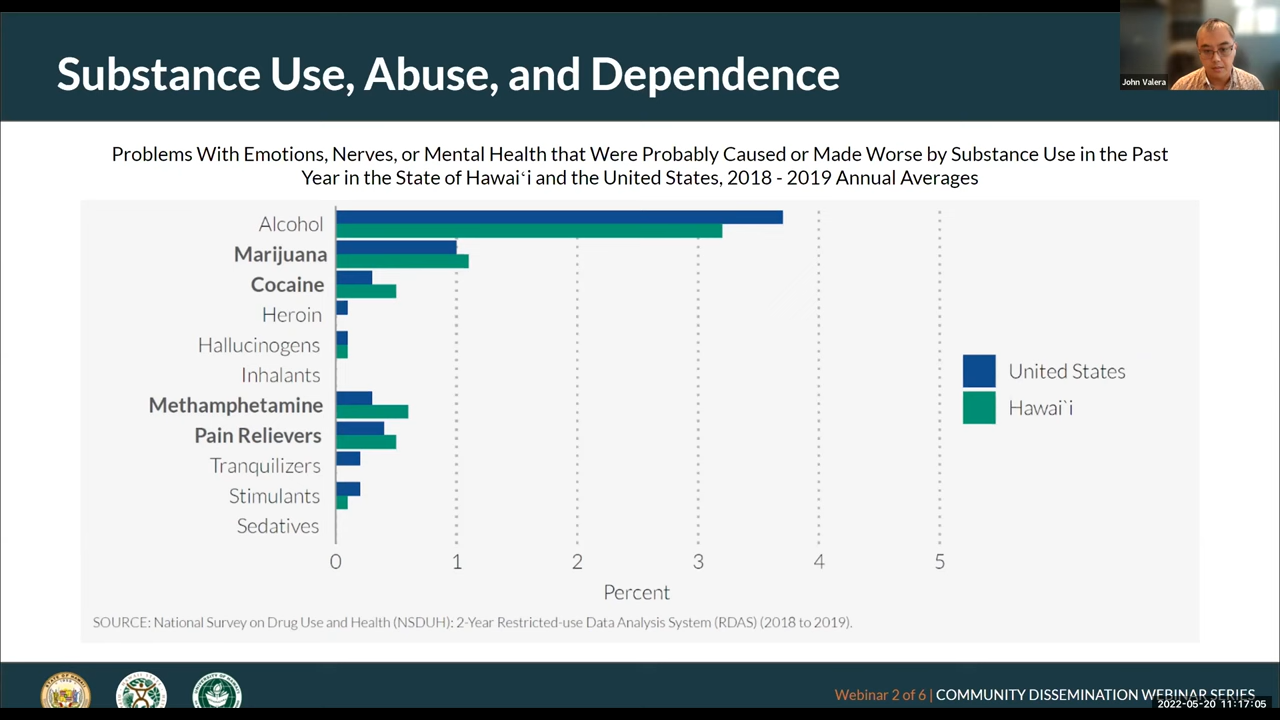 Substance Use, Abuse, and Dependence
John Valera
Problems With Emotions, Nerves, or Mental Health that Were Probably Caused or Made Worse by Substance Use in the Past
Year in the State of Hawaiʻi and the United States, 2018 - 2019 Annual Averages
Alcohol
Marijuana
Cocaine
Heroin
Hallucinogens
Inhalants
Methamphetamine
Pain Relievers
Tranquilizers
Stimulants
Sedatives
United States
Hawai`i
0 1 2 3 4 5
Percent
SOURCE: National Survey on Drug Use and Health (NSDUH): 2-Year Restricted-use Data Analysis System (RDAS) (2018 to 2019).
Webinar 2 of 6 | COMMUNITY DISSEMINATION WEBINAR SERIES
2022-05-20 11:17:05